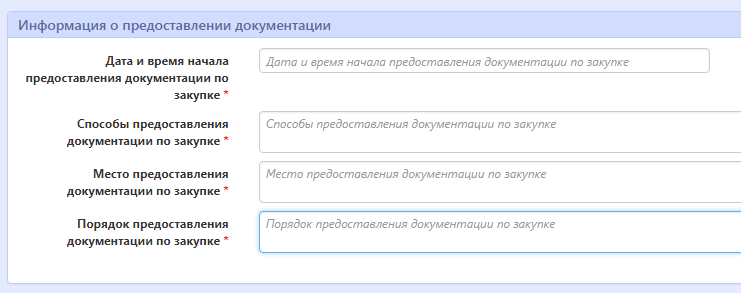 Информация о предоставлении документации
Дата и время начала
предоставления документации по
закупке *
Дата и время начала предоставления документации по закупке
Способы предоставления
документации по закупке *
Способы предоставления документации по закупке
Место предоставления
документации по закупке *
Место предоставления документации по закупке
Порядок предоставления
документации по закупке *
Порядок предоставления документации по закупке